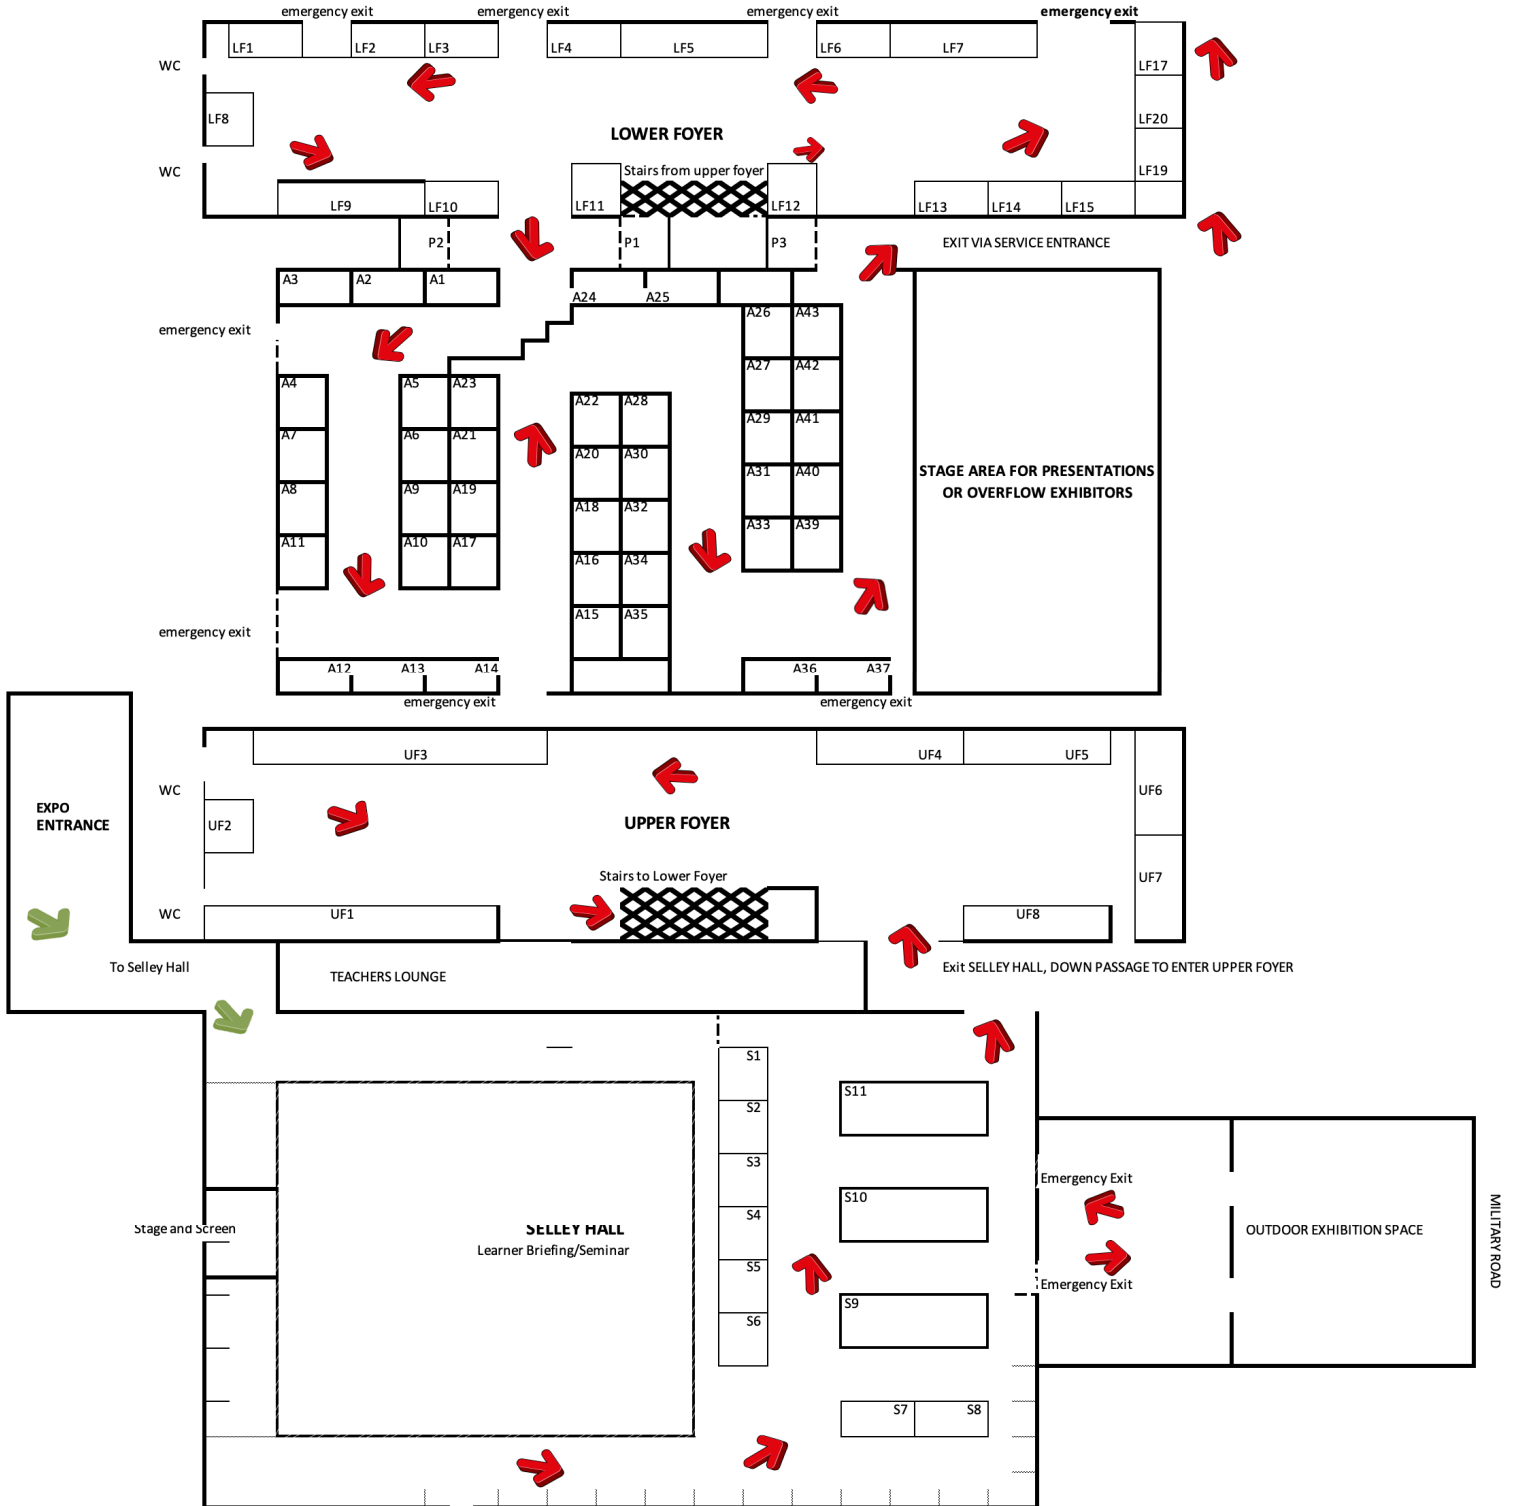 emergency exit
emergency exit
emergency exit
emergency exit
LF1
LF2
LF3
LF4
LF5
LF6
LF7
WC
LF17
LF8
LF20
LOWER FOYER
WC
Stairs from upper foyer
LF19
LF9
LF10
LF11
LF12
LF13
LF14
LF15
P2
P1
P3
EXIT VIA SERVICE ENTRANCE
A3
A2
A1
A24
A25
A26
A43
emergency exit
A27
A42
A4
A5
A23
A22
A28
A29
A41
A7
A6
A21
A20
A30
A31
A40
STAGE AREA FOR PRESENTATIONS
OR OVERFLOW EXHIBITORS
A8
A9
A19
A18
A32
A33
A39
A11
A10
A17
A16
A34
A15
A35
emergency exit
A12
A13
A14
A36
A37
emergency exit
emergency exit
UF3
UF4
UF5
WC
UF6
EXPO
ENTRANCE
UF2
UPPER FOYER
Stairs to Lower Foyer
UF7
WC
UF1
UF8
To Selley Hall
TEACHERS LOUNGE
Exit SELLEY HALL, DOWN PASSAGE TO ENTER UPPER FOYER
S1
S11
S2
S3
Emergency Exit
S10
S4
Stage and Screen
SELLEY HALL
Learner Briefing/Seminar
OUTDOOR EXHIBITION SPACE
MILITARY ROAD
S5
Emergency Exit
S9
S6
S7
S8